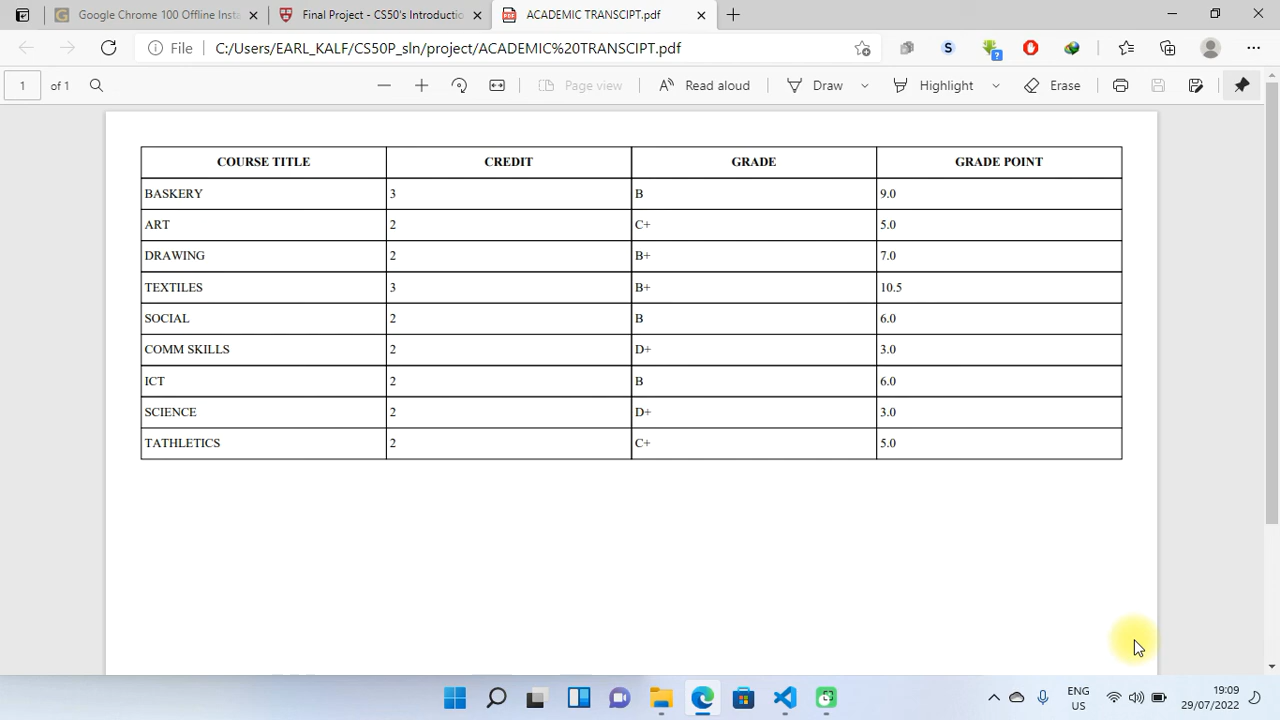 Google Chrome 100 Offline Insta
Final Project - CS50's Introductio
ACADEMIC TRANSCIPT.pdf
File C:/Users/EARL_KALF/CS50P_sln/project/ACADEMIC%20TRANSCIPT.pdf
1 of 1 Page view Read aloud Draw Highlight Erase
COURSE TITLE CREDIT GRADE GRADE POINT
BASKERY 3 B 9.0
ART 2 C+ 5.0
DRAWING 2 B+ 7.0
TEXTILES 3 B+ 10.5
SOCIAL 2 B 6.0
COMM SKILLS 2 D+ 3.0
ICT 2 B 6.0
SCIENCE 2 D+ 3.0
TATHLETICS 2 C+ 5.0
ENG 19:09
US 29/07/2022